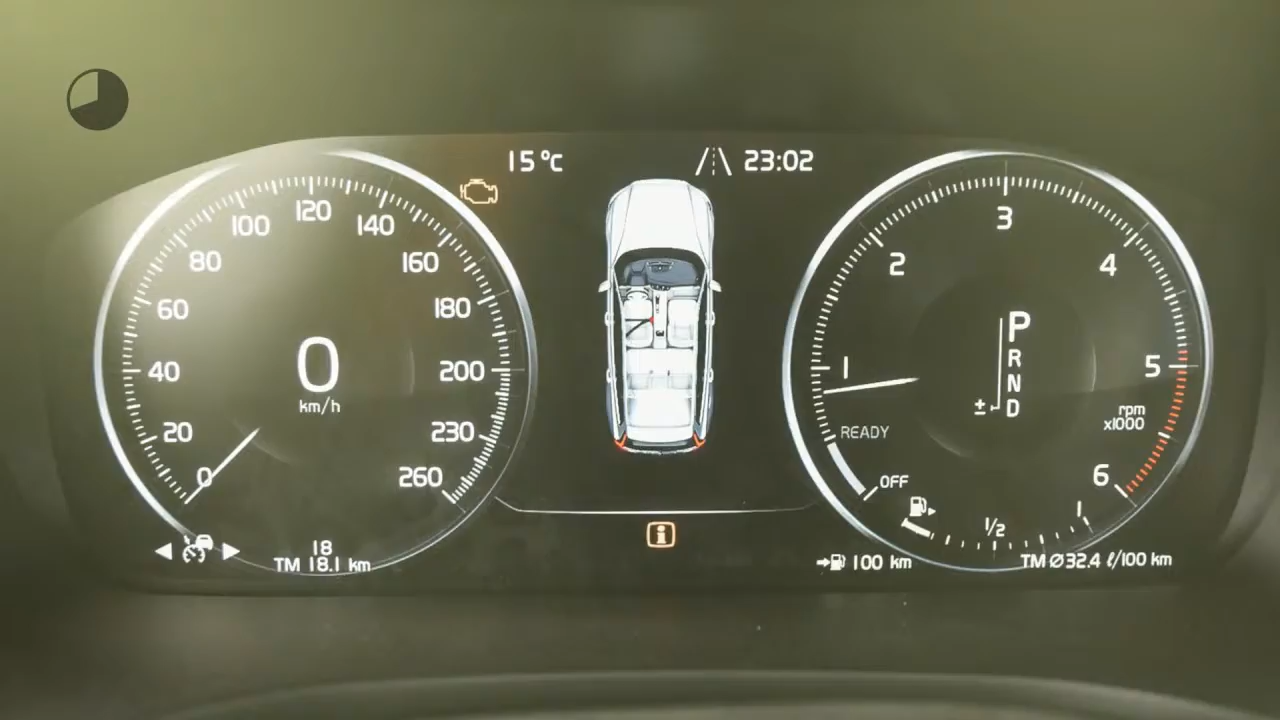 15°C
23:02
0
20
40
60
80
100
120
140
160
180
200
230
260
0
km/h
18
TM 18.1 km
i
OFF
READY
1
2
3
4
5
6
rpm
x1000
P
R
N
± D
1/2
1
100 km
TM Ø 32.4 ℓ/100 km